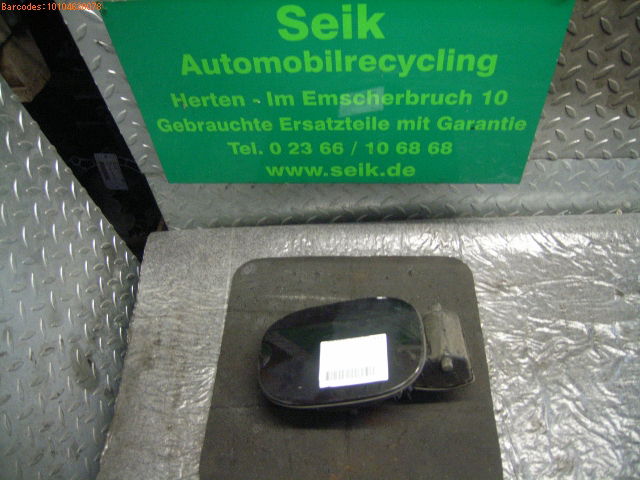 Seik
Automobilrecycling
Herten - Im Emscherbruch 10
Gebrauchte Ersatzteile mit Garantie
Tel. 0 23 66 / 10 68 68
www.seik.de